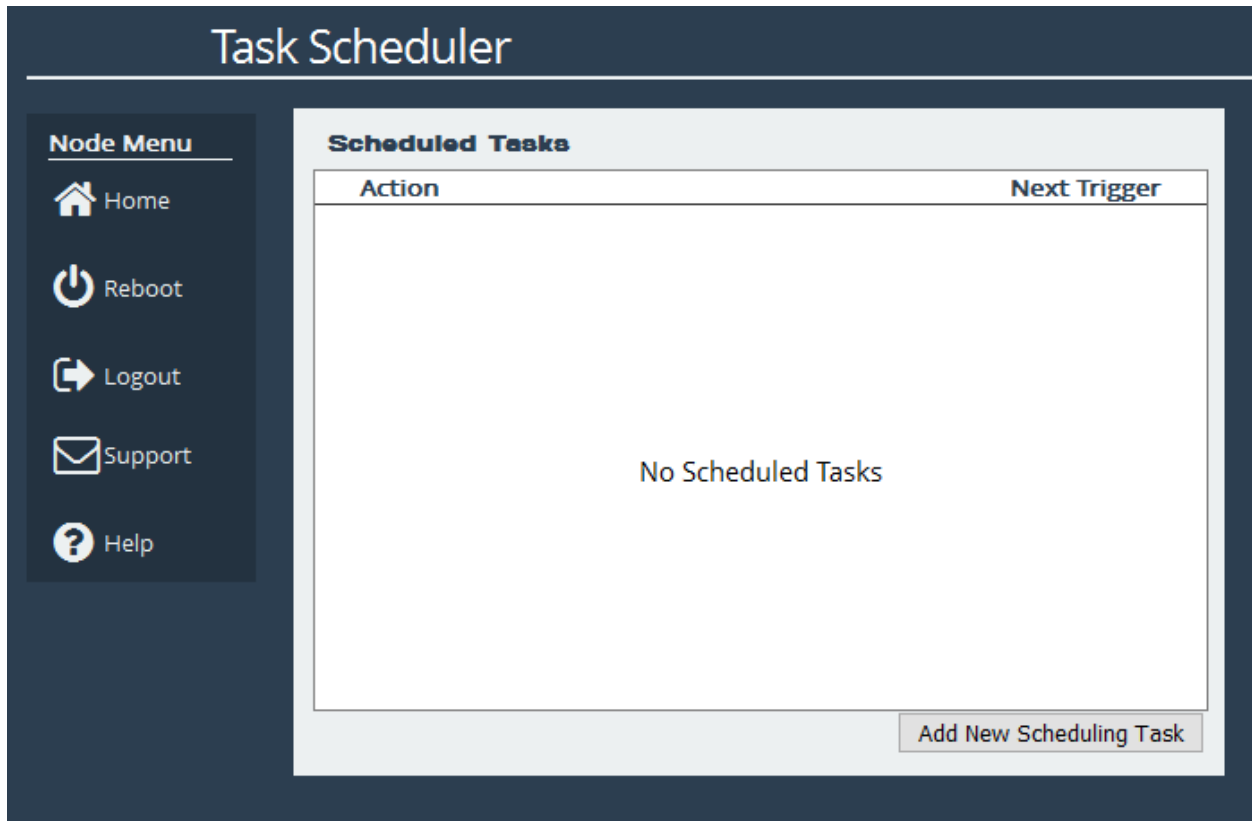 Task Scheduler
Node Menu
Home
Reboot
Logout
Support
Help
Scheduled Tasks
Action Next Trigger
No Scheduled Tasks
Add New Scheduling Task